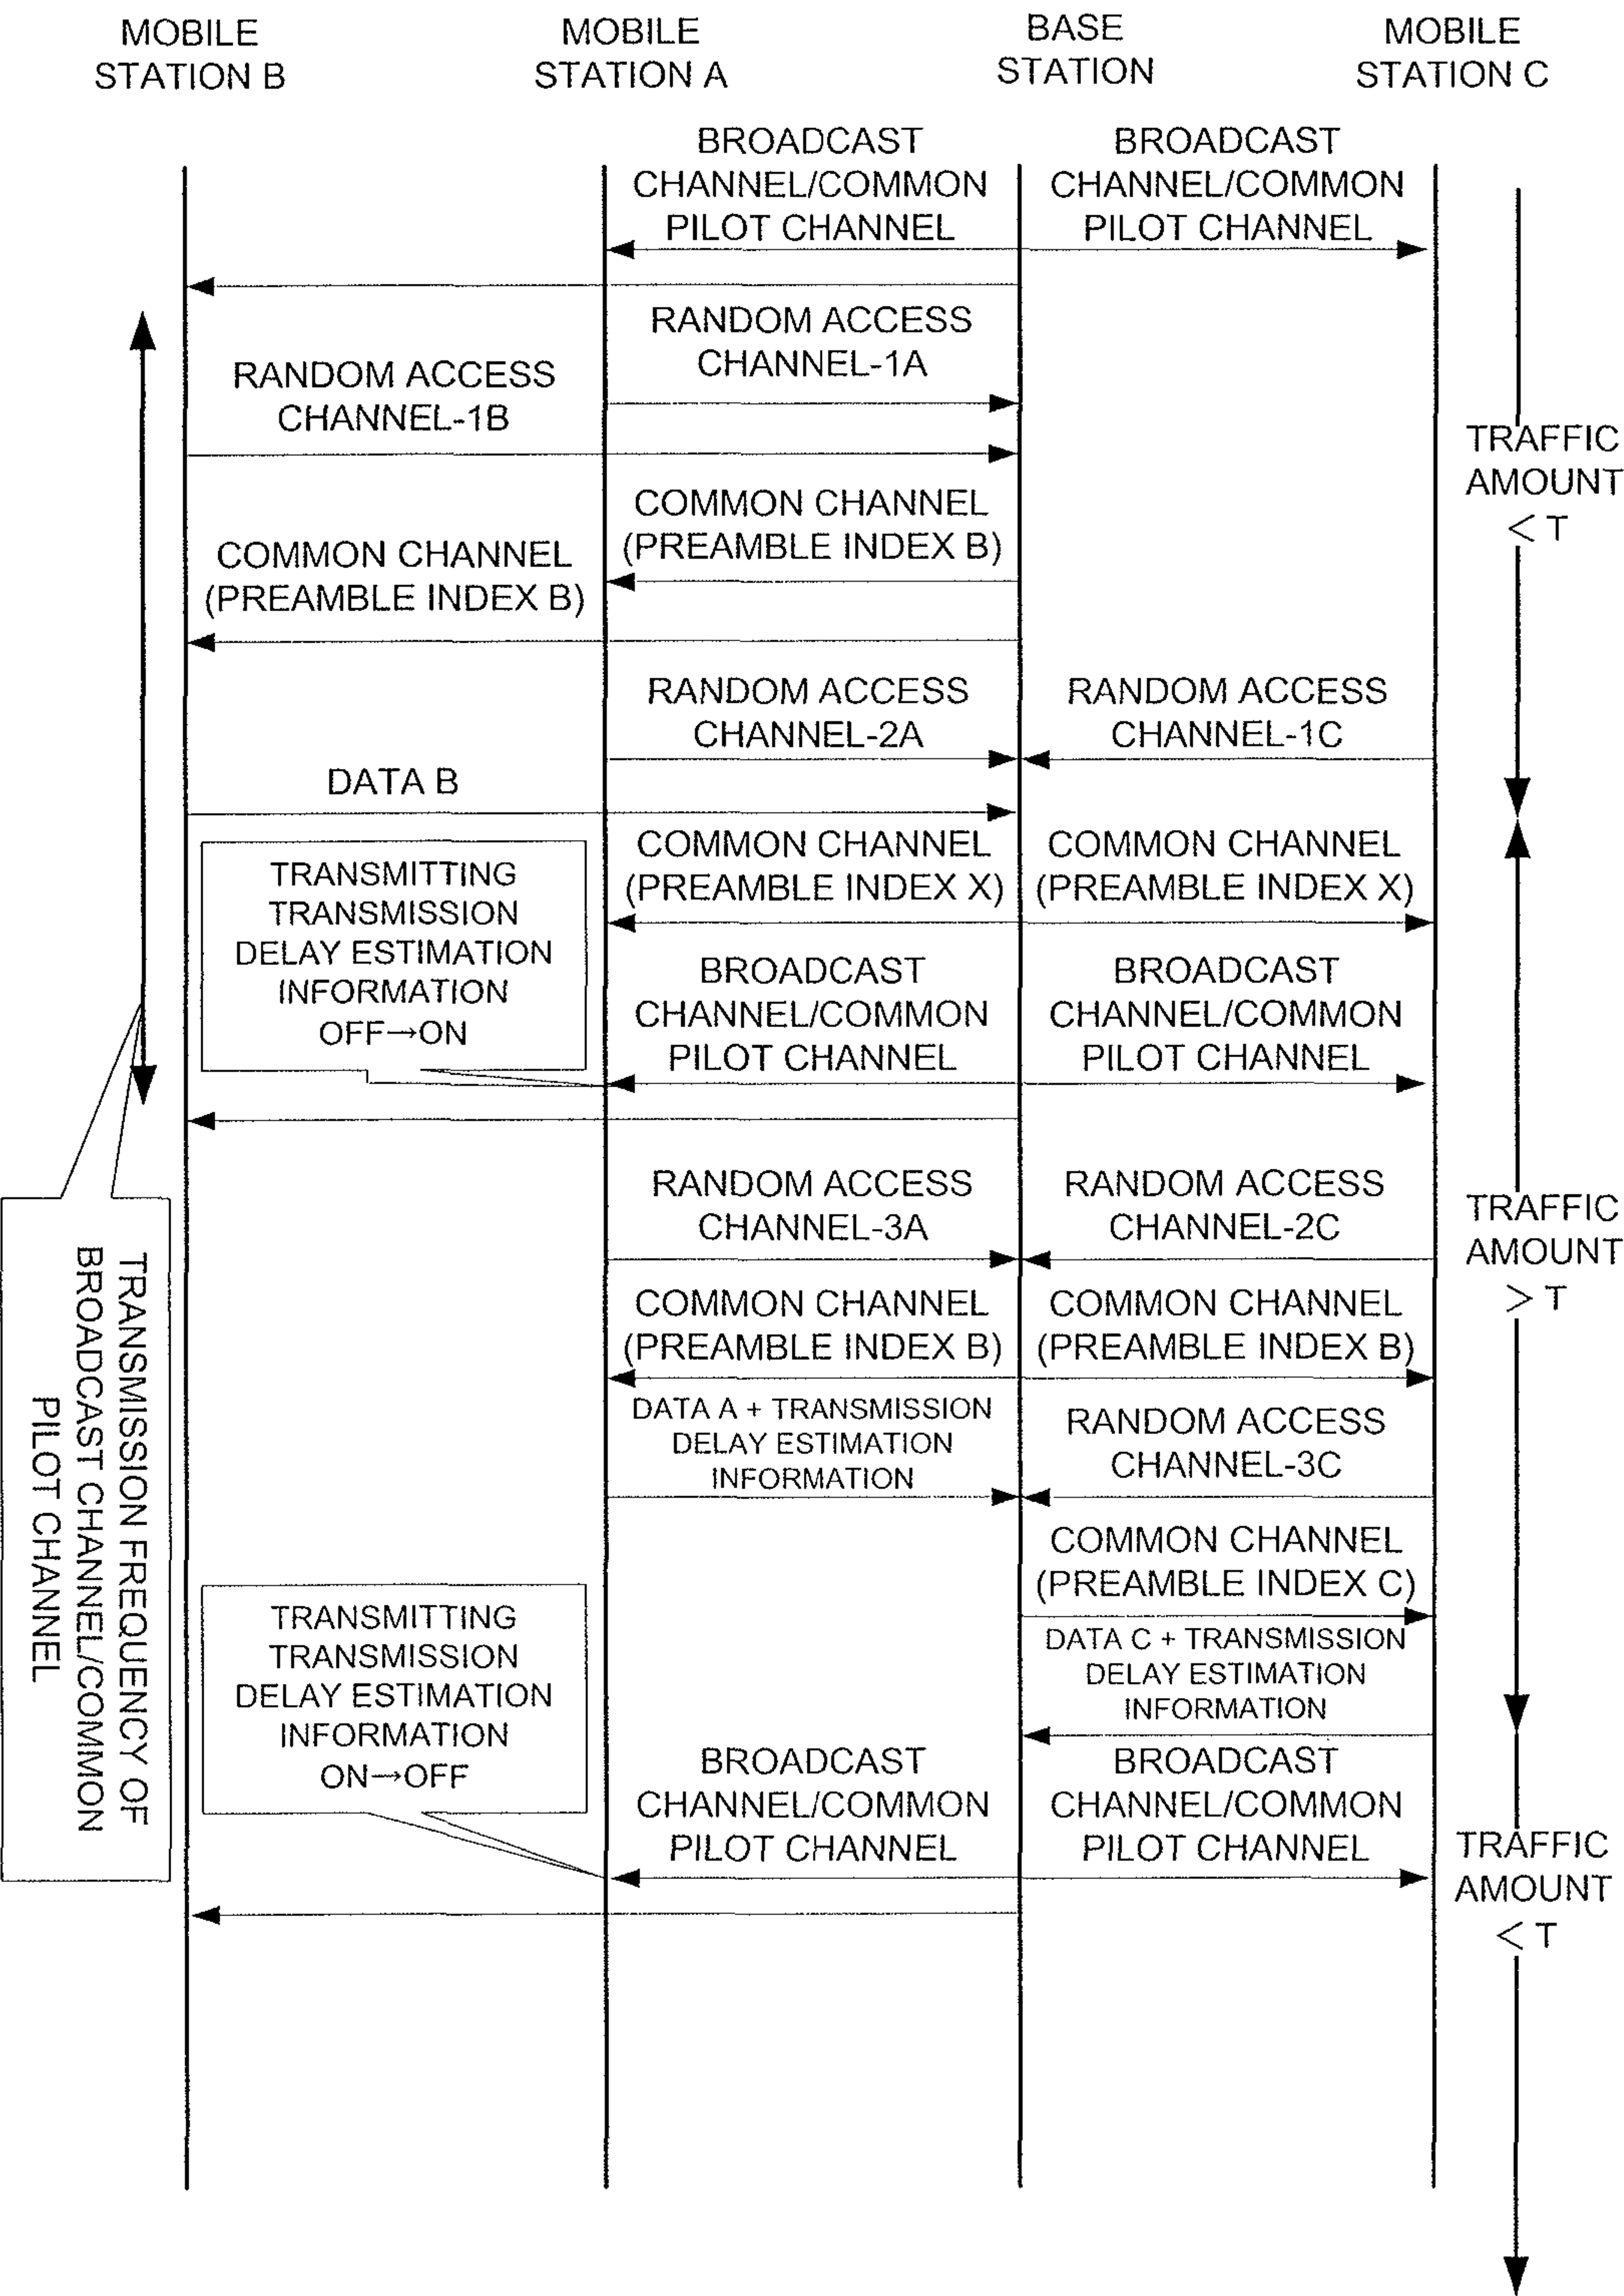 MOBILE
STATION B
MOBILE
STATION A
BASE
STATION
MOBILE
STATION C
BROADCAST
CHANNEL/COMMON
PILOT CHANNEL
BROADCAST
CHANNEL/COMMON
PILOT CHANNEL
RANDOM ACCESS
CHANNEL-1A
RANDOM ACCESS
CHANNEL-1B
TRAFFIC
AMOUNT
< T
COMMON CHANNEL
(PREAMBLE INDEX B)
COMMON CHANNEL
(PREAMBLE INDEX B)
RANDOM ACCESS
CHANNEL-2A
RANDOM ACCESS
CHANNEL-1C
DATA B
COMMON CHANNEL
(PREAMBLE INDEX X)
COMMON CHANNEL
(PREAMBLE INDEX X)
TRANSMITTING
TRANSMISSION
DELAY ESTIMATION
INFORMATION
OFF→ON
BROADCAST
CHANNEL/COMMON
PILOT CHANNEL
BROADCAST
CHANNEL/COMMON
PILOT CHANNEL
RANDOM ACCESS
CHANNEL-3A
RANDOM ACCESS
CHANNEL-2C
TRAFFIC
AMOUNT
> T
TRANSMISSION FREQUENCY OF
BROADCAST CHANNEL/COMMON
PILOT CHANNEL
COMMON CHANNEL
(PREAMBLE INDEX B)
COMMON CHANNEL
(PREAMBLE INDEX B)
DATA A + TRANSMISSION
DELAY ESTIMATION
INFORMATION
RANDOM ACCESS
CHANNEL-3C
COMMON CHANNEL
(PREAMBLE INDEX C)
TRANSMITTING
TRANSMISSION
DELAY ESTIMATION
INFORMATION
ON→OFF
DATA C + TRANSMISSION
DELAY ESTIMATION
INFORMATION
BROADCAST
CHANNEL/COMMON
PILOT CHANNEL
BROADCAST
CHANNEL/COMMON
PILOT CHANNEL
TRAFFIC
AMOUNT
< T